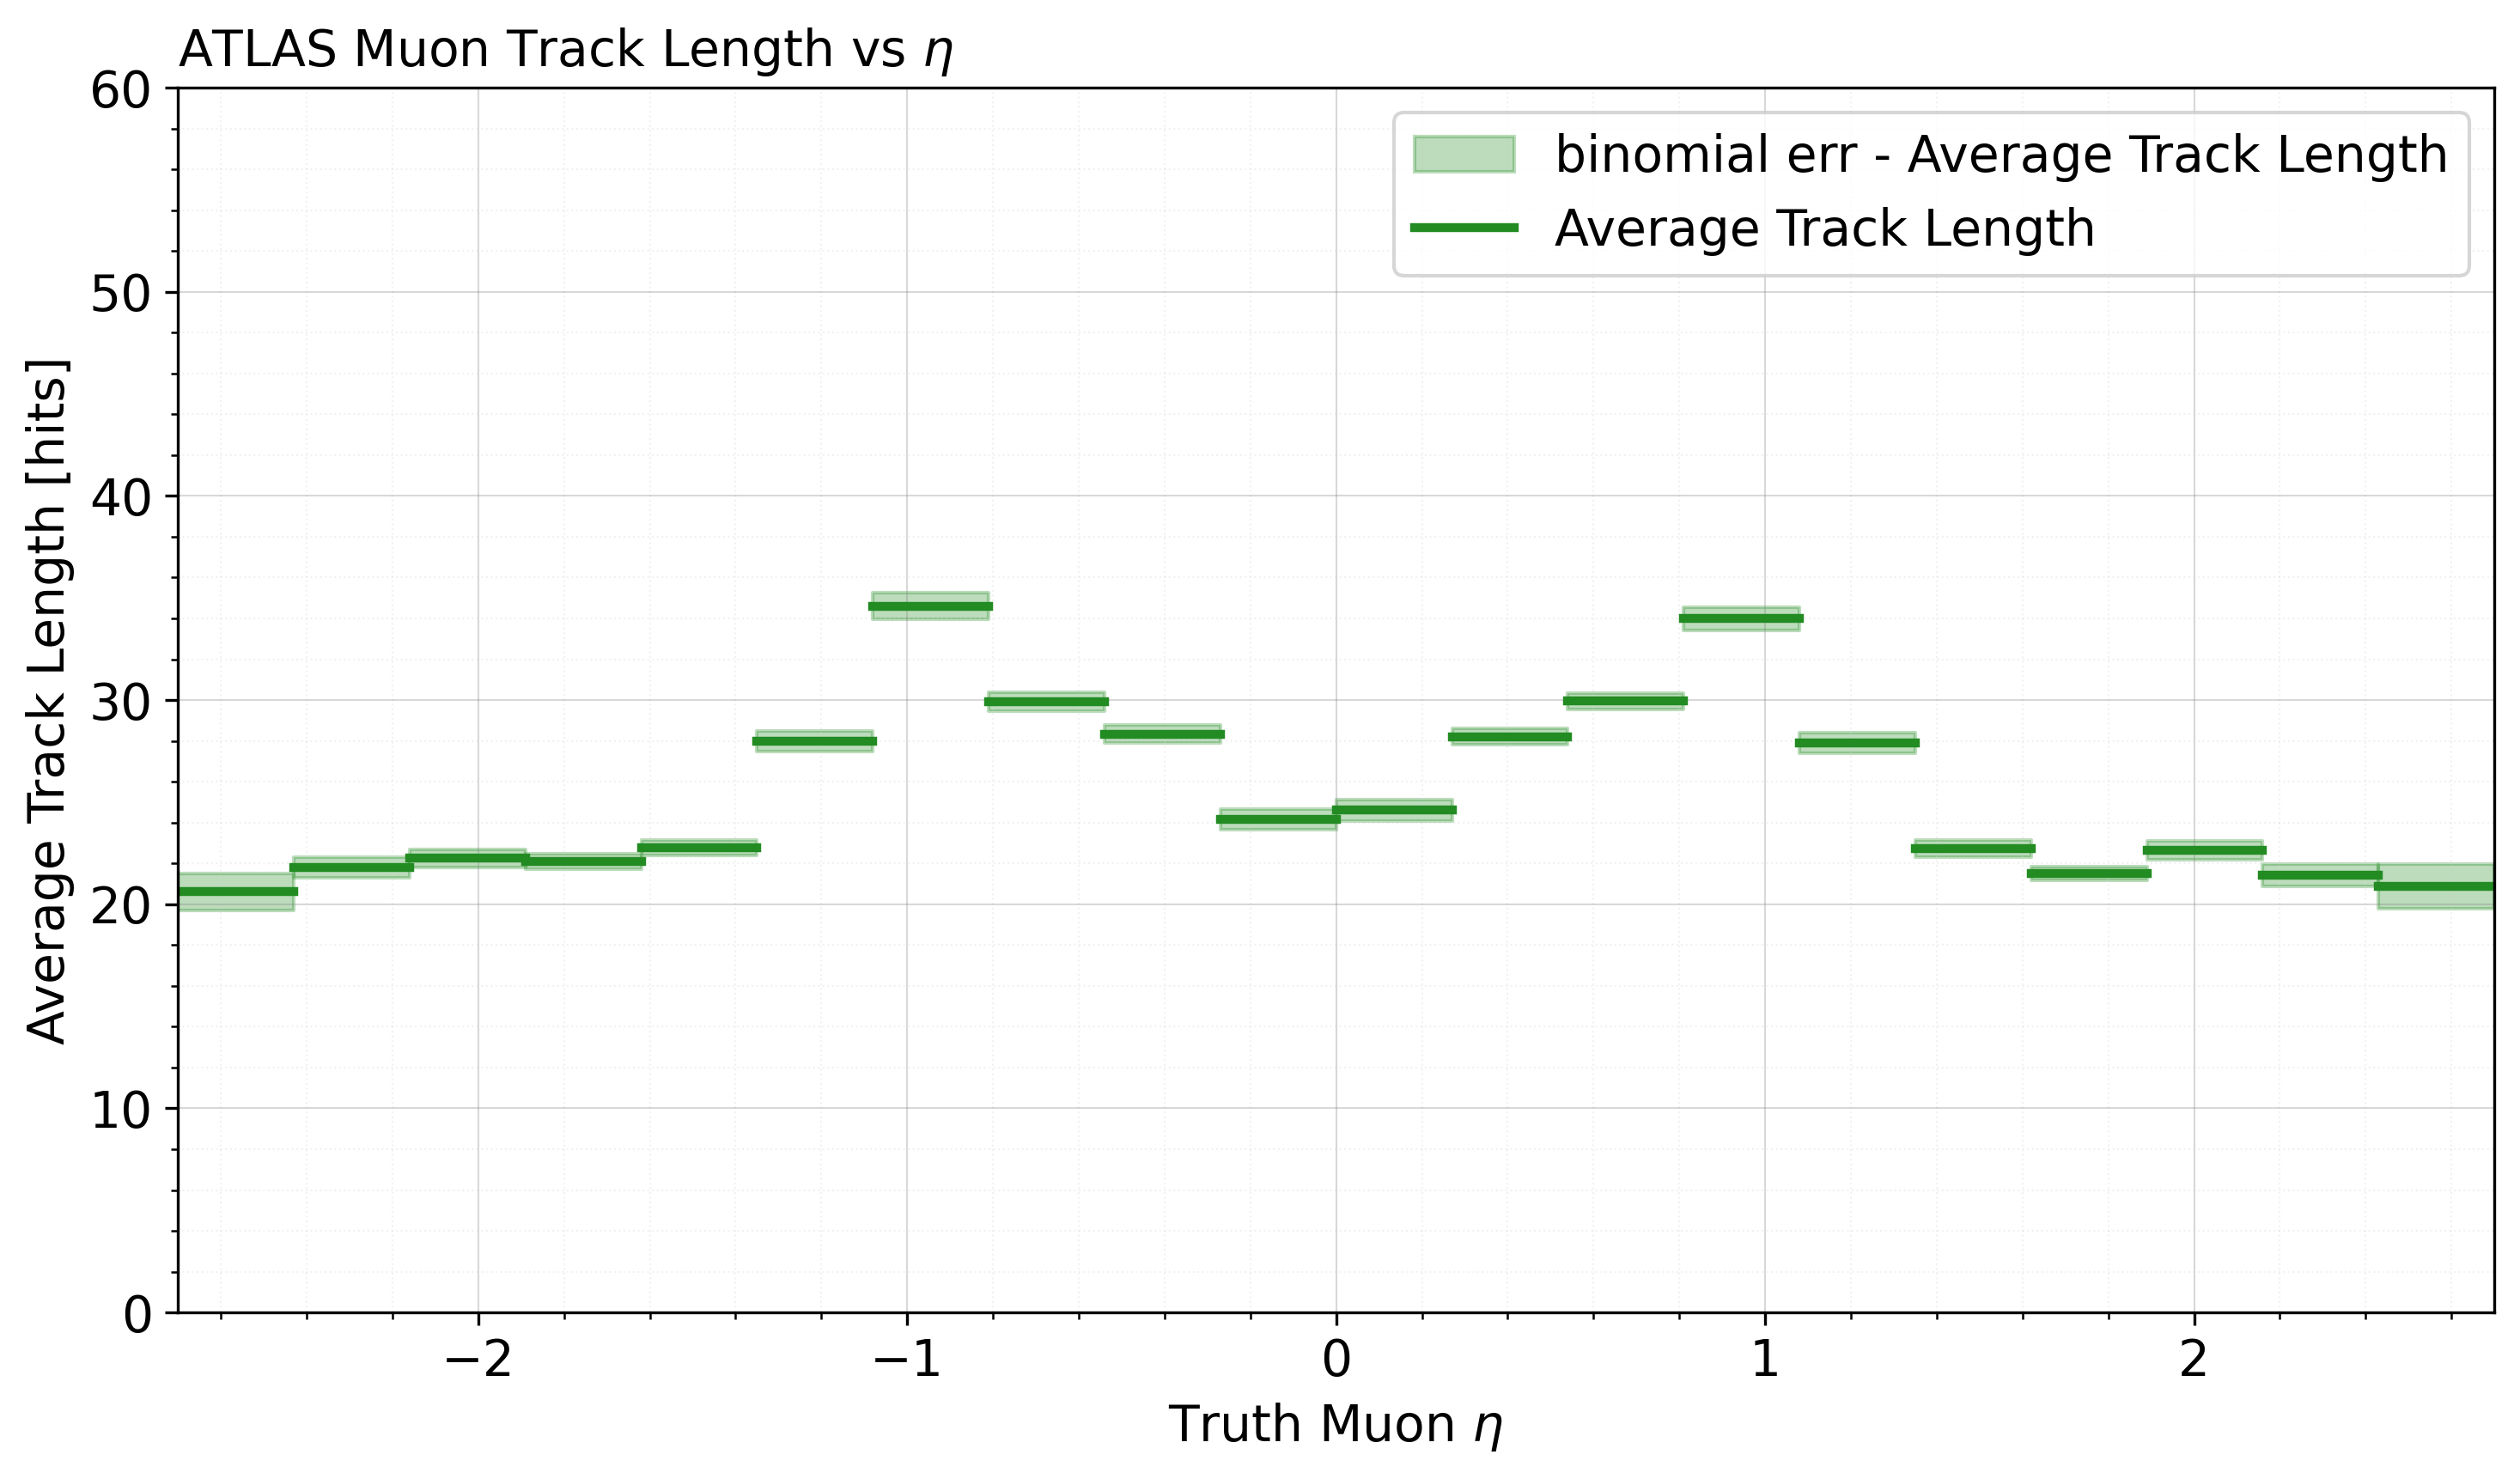 ATLAS Muon Track Length vs η
binomial err - Average Track Length
Average Track Length
Average Track Length [hits]
60
50
40
30
20
10
0
−2
−1
0
1
2
Truth Muon η